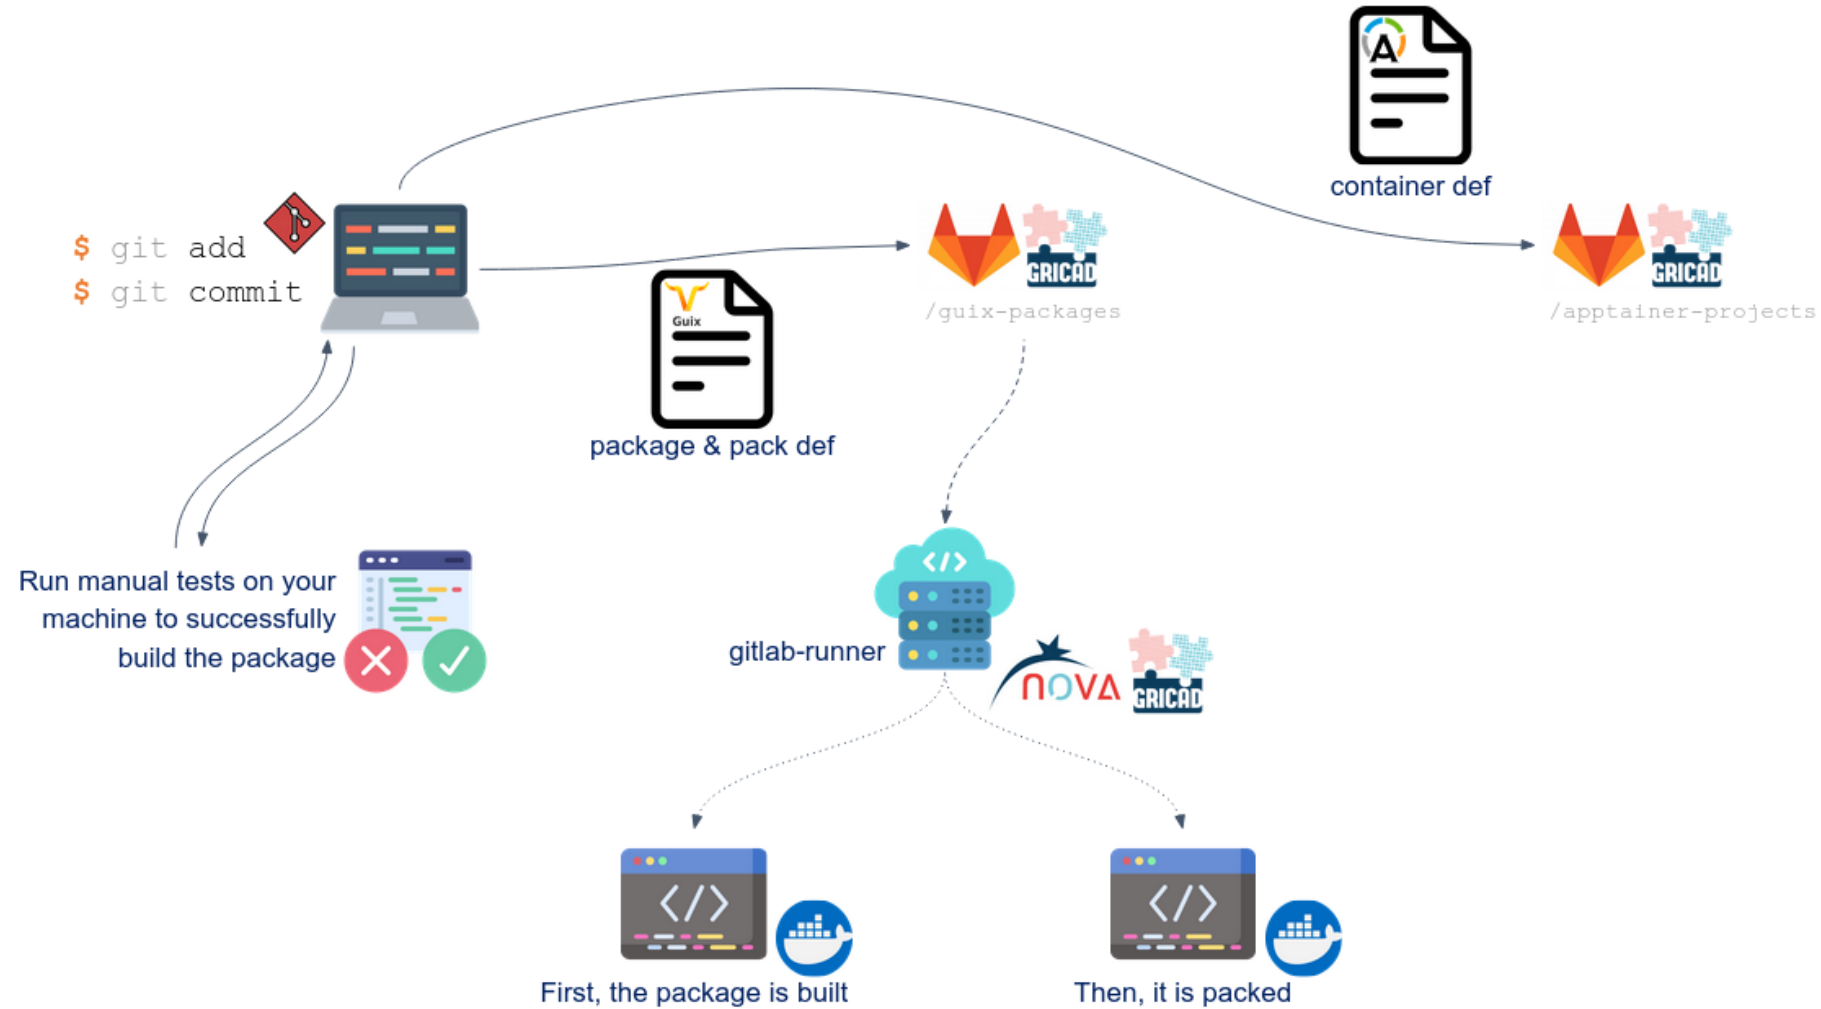 A
container def
$ git add
$ git commit
GRICAD
/guix-packages
GRICAD
/apptainer-projects
Guix
package & pack def
</>
Run manual tests on your
machine to successfully
build the package
gitlab-runner
NOVA
GRICAD
</>
</>
First, the package is built
Then, it is packed